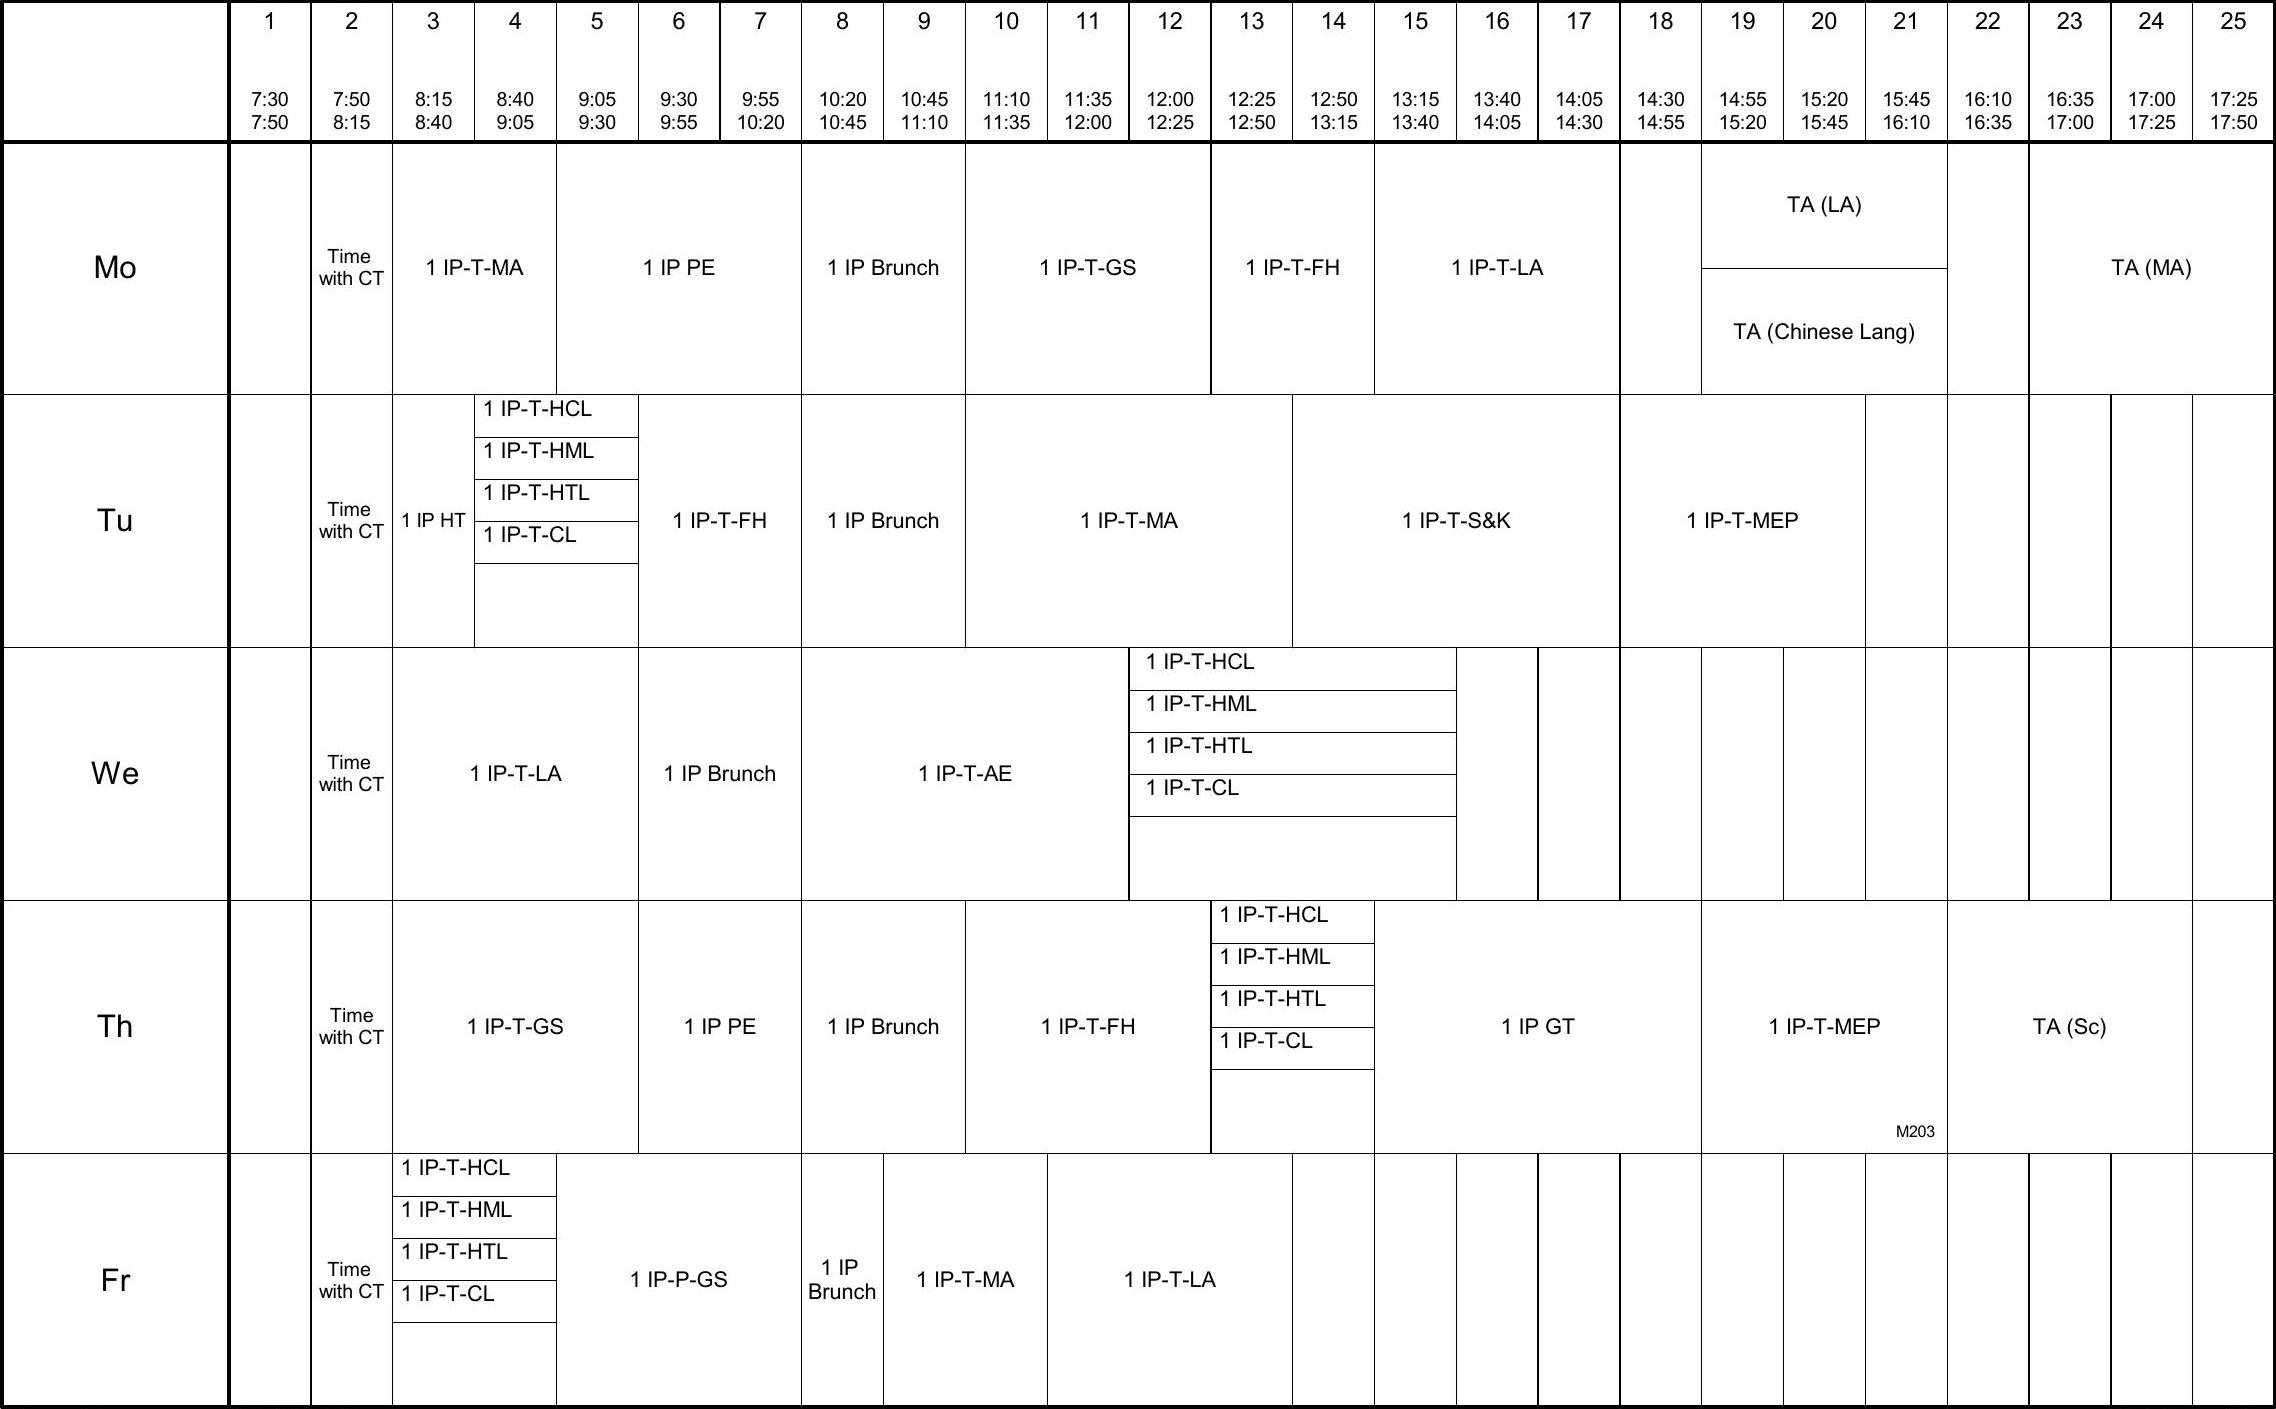 1 2 3 4 5 6 7 8 9 10 11 12 13 14 15 16 17 18 19 20 21 22 23 24 25
7:30 7:50 8:15 8:40 9:05 9:30 9:55 10:20 10:45 11:10 11:35 12:00 12:25 12:50 13:15 13:40 14:05 14:30 14:55 15:20 15:45 16:10 16:35 17:00 17:25
7:50 8:15 8:40 9:05 9:30 9:55 10:20 10:45 11:10 11:35 12:00 12:25 12:50 13:15 13:40 14:05 14:30 14:55 15:20 15:45 16:10 16:35 17:00 17:25 17:50
Mo
Time
with CT
1 IP-T-MA
1 IP PE
1 IP Brunch
1 IP-T-GS
1 IP-T-FH
1 IP-T-LA
TA (LA)
TA (Chinese Lang)
TA (MA)
Tu
Time
with CT
1 IP HT
1 IP-T-HCL
1 IP-T-HML
1 IP-T-HTL
1 IP-T-CL
1 IP-T-FH
1 IP Brunch
1 IP-T-MA
1 IP-T-S&K
1 IP-T-MEP
We
Time
with CT
1 IP-T-LA
1 IP Brunch
1 IP-T-AE
1 IP-T-HCL
1 IP-T-HML
1 IP-T-HTL
1 IP-T-CL
Th
Time
with CT
1 IP-T-GS
1 IP PE
1 IP Brunch
1 IP-T-FH
1 IP-T-HCL
1 IP-T-HML
1 IP-T-HTL
1 IP-T-CL
1 IP GT
1 IP-T-MEP
M203
TA (Sc)
Fr
Time
with CT
1 IP-T-HCL
1 IP-T-HML
1 IP-T-HTL
1 IP-T-CL
1 IP-P-GS
1 IP
Brunch
1 IP-T-MA
1 IP-T-LA